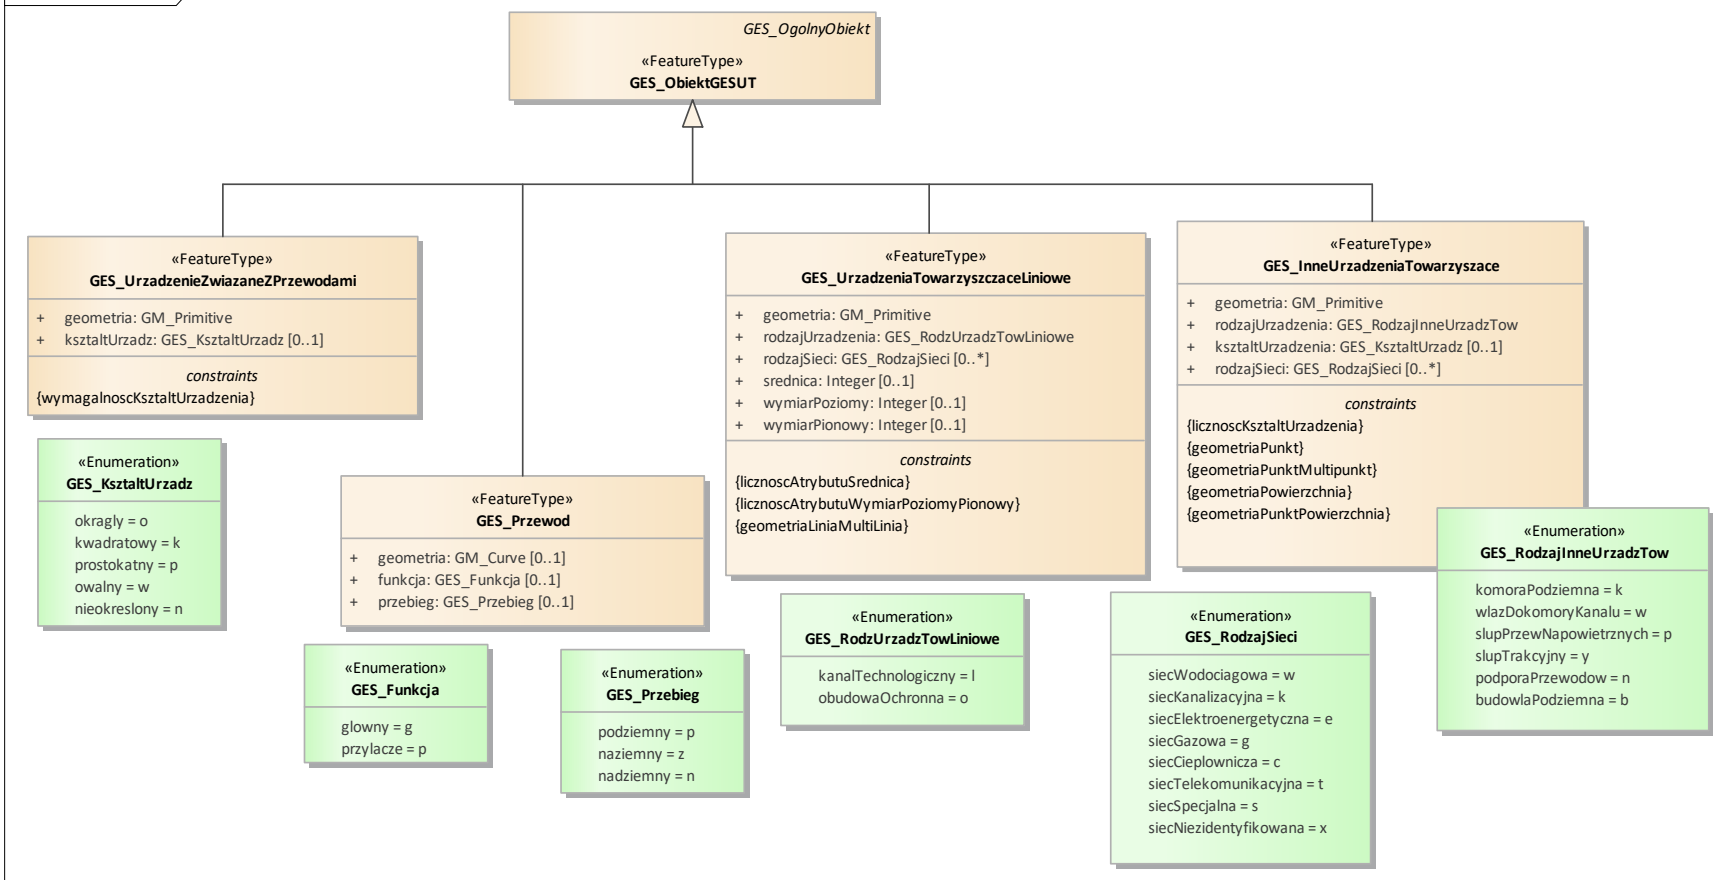 GES_OgolnyObiekt
«FeatureType»
GES_ObiektGESUT
«FeatureType»
GES_UrzadzenieZwiazaneZPrzewodami
+ geometria: GM_Primitive
+ ksztaltUrzadz: GES_KsztaltUrzadz [0..1]
constraints
{wymagalnoscKsztaltUrzadzenia}
«Enumeration»
GES_KsztaltUrzadz
okragly = o
kwadratowy = k
prostokatny = p
owalny = w
nieokreslony = n
«FeatureType»
GES_Przewod
+ geometria: GM_Curve [0..1]
+ funkcja: GES_Funkcja [0..1]
+ przebieg: GES_Przebieg [0..1]
«Enumeration»
GES_Funkcja
glowny = g
przylacze = p
«Enumeration»
GES_Przebieg
podziemny = p
naziemny = z
nadziemny = n
«FeatureType»
GES_UrzadzeniaTowarzyszczaceLiniowe
+ geometria: GM_Primitive
+ rodzajUrzadzenia: GES_RodzUrzadzTowLiniowe
+ rodzajSieci: GES_RodzajSieci [0..*]
+ srednica: Integer [0..1]
+ wymiarPoziomy: Integer [0..1]
+ wymiarPionowy: Integer [0..1]
constraints
{licznoscAtrybutuSrednica}
{licznoscAtrybutuWymiarPoziomyPionowy}
{geometriaLiniaMultiLinia}
«Enumeration»
GES_RodzUrzadzTowLiniowe
kanalTechnologiczny = l
obudowaOchronna = o
«FeatureType»
GES_InneUrzadzeniaTowarzyszace
+ geometria: GM_Primitive
+ rodzajUrzadzenia: GES_RodzajInneUrzadzTow
+ ksztaltUrzadzenia: GES_KsztaltUrzadz [0..1]
+ rodzajSieci: GES_RodzajSieci [0..*]
constraints
{licznoscKsztaltUrzadzenia}
{geometriaPunkt}
{geometriaPunktMultipunkt}
{geometriaPowierzchnia}
{geometriaPunktPowierzchnia}
«Enumeration»
GES_RodzajSieci
siecWodociagowa = w
siecKanalizacyjna = k
siecElektroenergetyczna = e
siecGazowa = g
siecCieplownicza = c
siecTelekomunikacyjna = t
siecSpecjalna = s
siecNiezidentyfikowana = x
«Enumeration»
GES_RodzajInneUrzadzTow
komoraPodziemna = k
wlazDokomoryKanalu = w
slupPrzewNapowietrznych = p
slupTrakcyjny = y
podporaPrzewodow = n
budowlaPodziemna = b